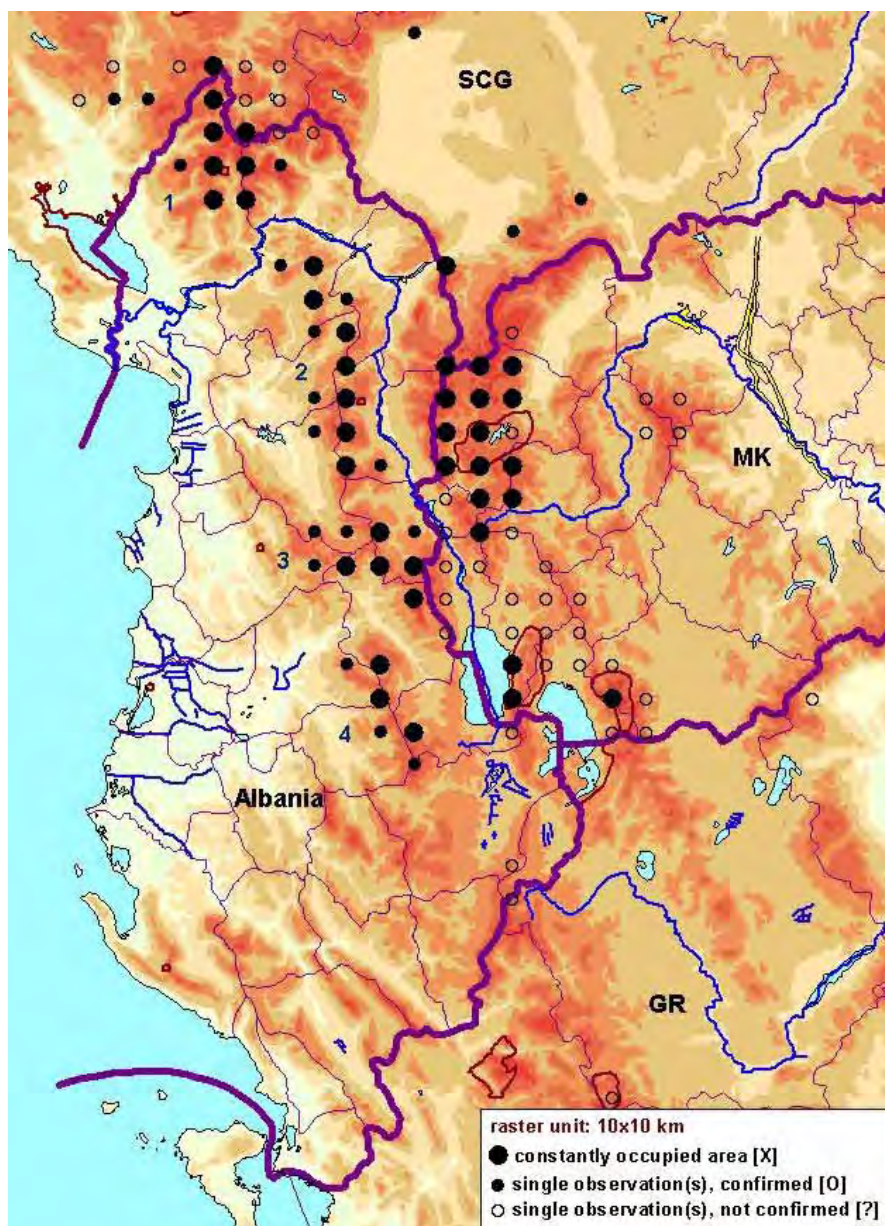 SCG
1
2
MK
3
4
Albania
GR
raster unit: 10x10 km
constantly occupied area [X]
single observation(s), confirmed [O]
single observation(s), not confirmed [?]